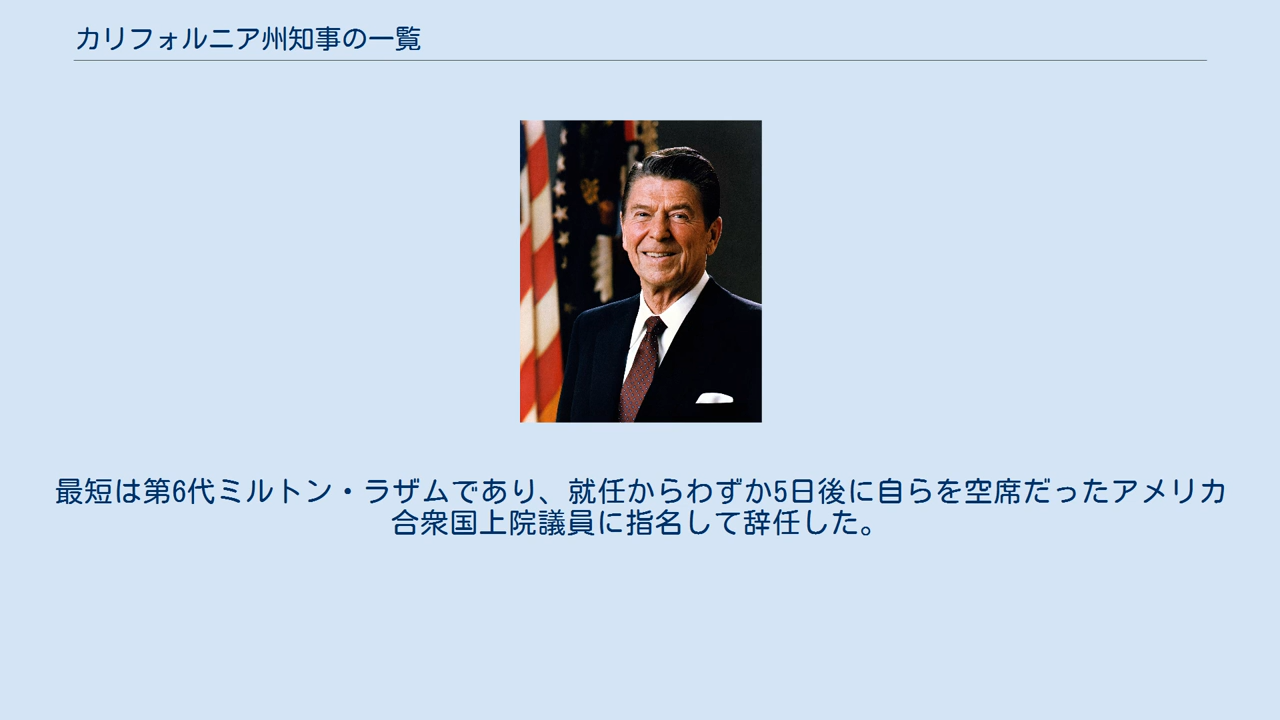 カリフォルニア州知事の一覧
最短は第6代ミルトン・ラザムであり、就任からわずか5日後に自らを空席だったアメリカ
合衆国上院議員に指名して辞任した。